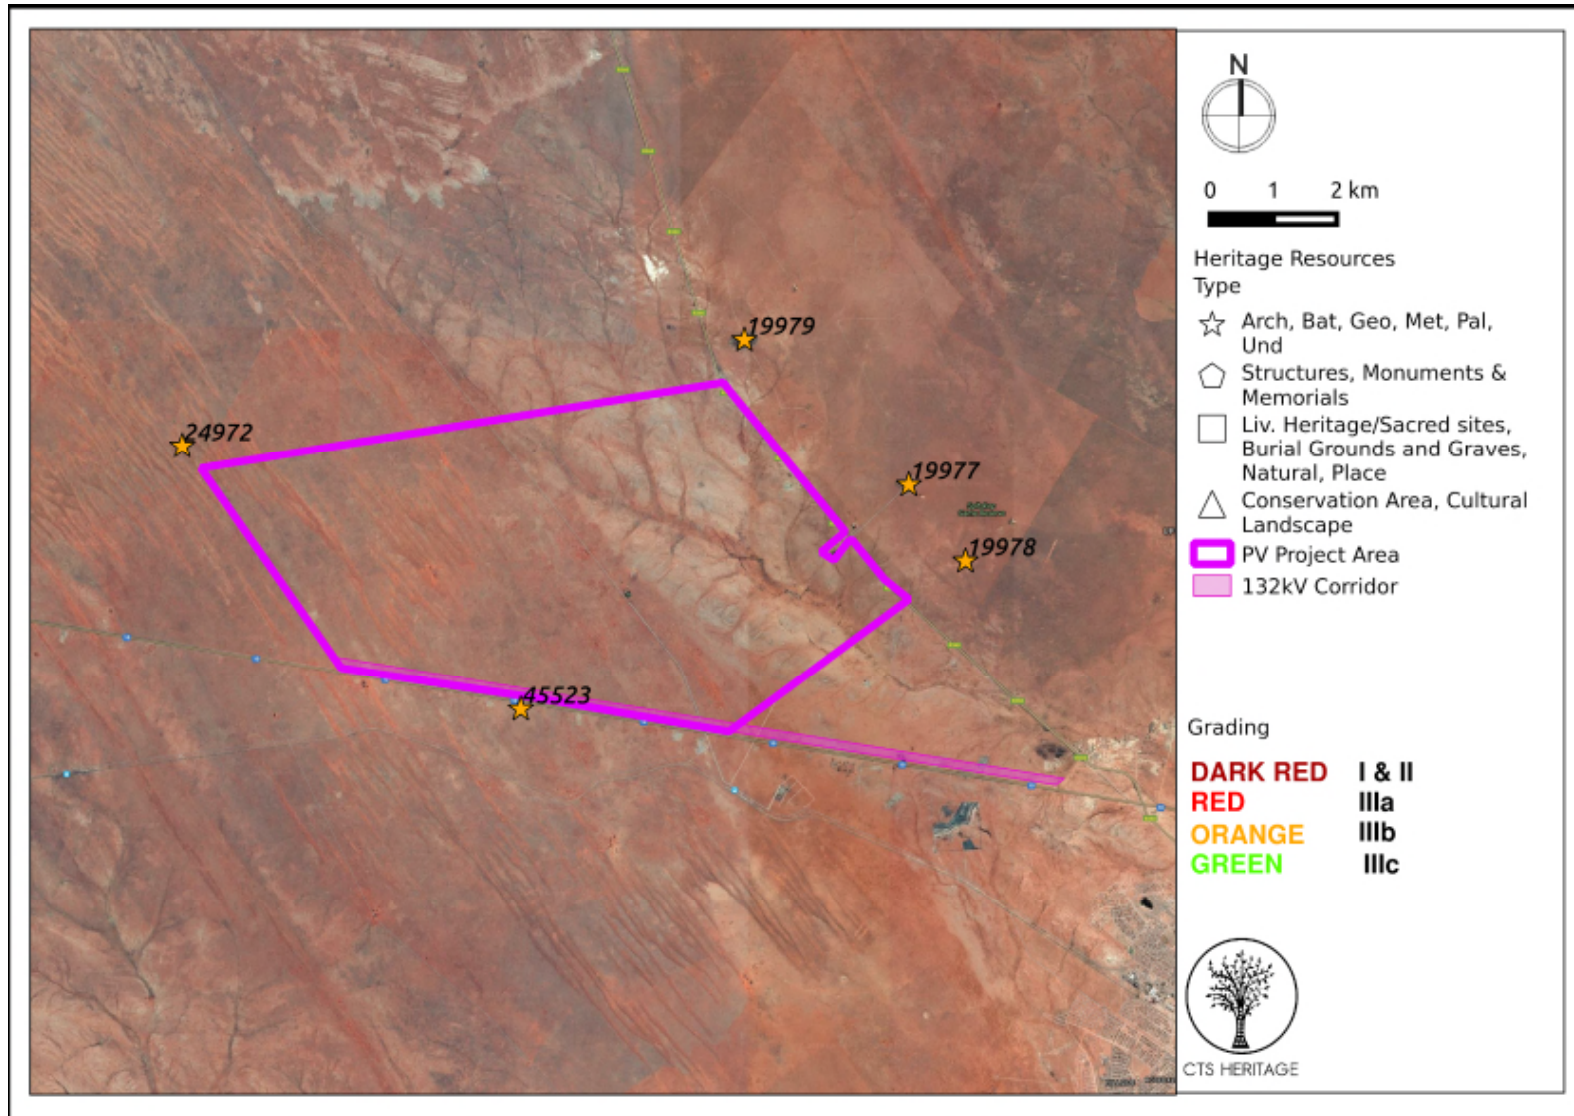 19979
24972
19977
19978
45523
N
0 1 2 km
Heritage Resources
Type
Arch, Bat, Geo, Met, Pal,
Und
Structures, Monuments &
Memorials
Liv. Heritage/Sacred sites,
Burial Grounds and Graves,
Natural, Place
Conservation Area, Cultural
Landscape
PV Project Area
132kV Corridor
Grading
DARK RED I & II
RED IIIa
ORANGE IIIb
GREEN IIIc
CTS HERITAGE